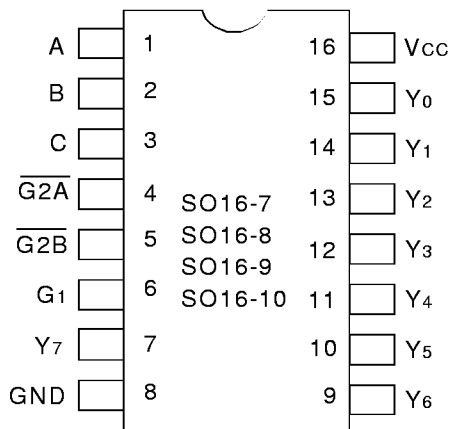 A 1 16 VCC
B 2 15 Y0
C 3 14 Y1
G2A 4 13 Y2
SO16-7
G2B 5 SO16-8 12 Y3
SO16-9
G1 6 SO16-10 11 Y4
Y7 7 10 Y5
GND 8 9 Y6